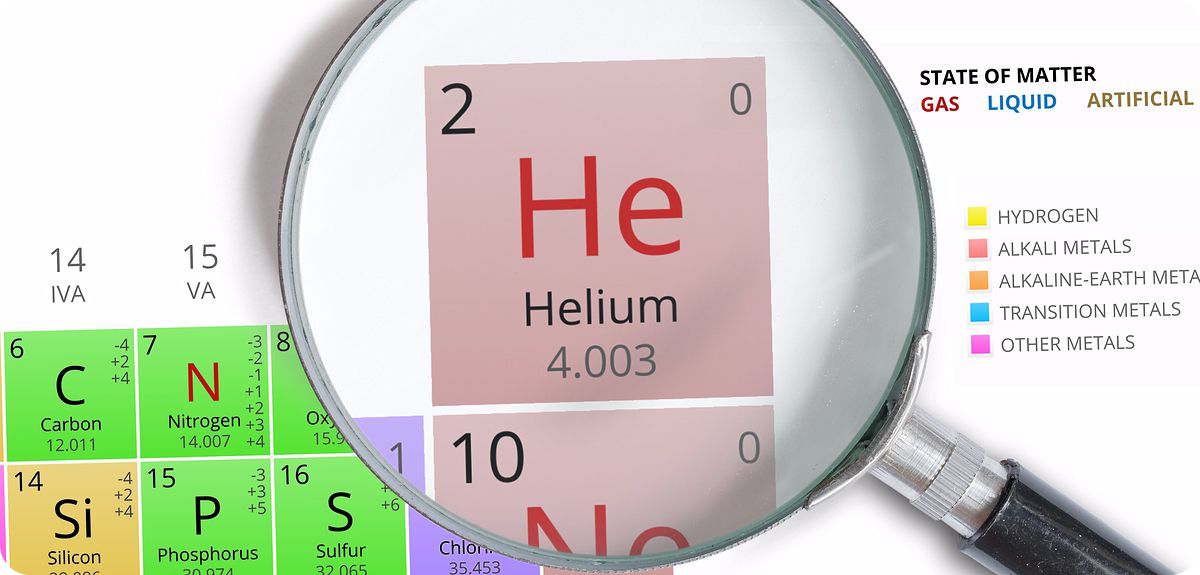 2 0
He
Helium
4.003
10 0
Ne
STATE OF MATTER
GAS LIQUID ARTIFICIAL
HYDROGEN
ALKALI METALS
ALKALINE-EARTH META
TRANSITION METALS
OTHER METALS
14 15
IVA VA
6 -4 +2 +4
C
Carbon
12.011
7 -3 -2 -1 +1 +2 +3 +4
N
Nitrogen
14.007
8
Oxy
15.9
14 -4 +2 +4
Si
Silicon
15 -3 +3 +5
P
Phosphorus
30.974
16
+6
S
Sulfur
32.065
1
Chlori
35.453